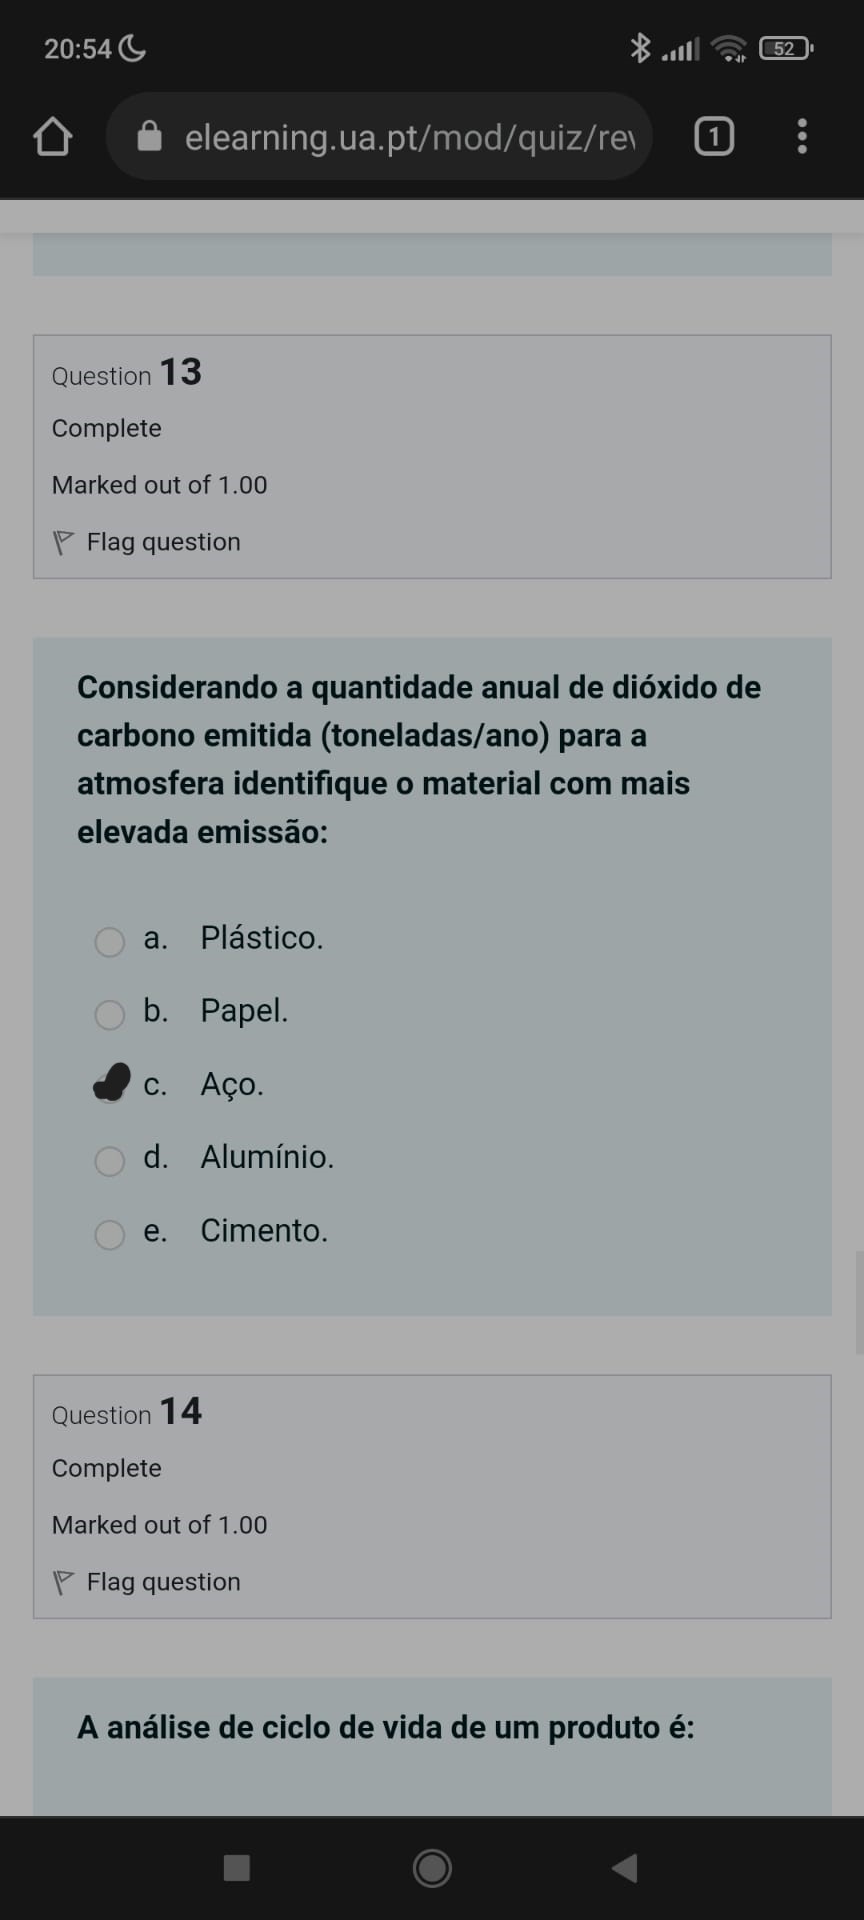 20:54
52
elearning.ua.pt/mod/quiz/rev
1
Question 13
Complete
Marked out of 1.00
Flag question
Considerando a quantidade anual de dióxido de
carbono emitida (toneladas/ano) para a
atmosfera identifique o material com mais
elevada emissão:
a. Plástico.
b. Papel.
c. Aço.
d. Alumínio.
e. Cimento.
Question 14
Complete
Marked out of 1.00
Flag question
A análise de ciclo de vida de um produto é: